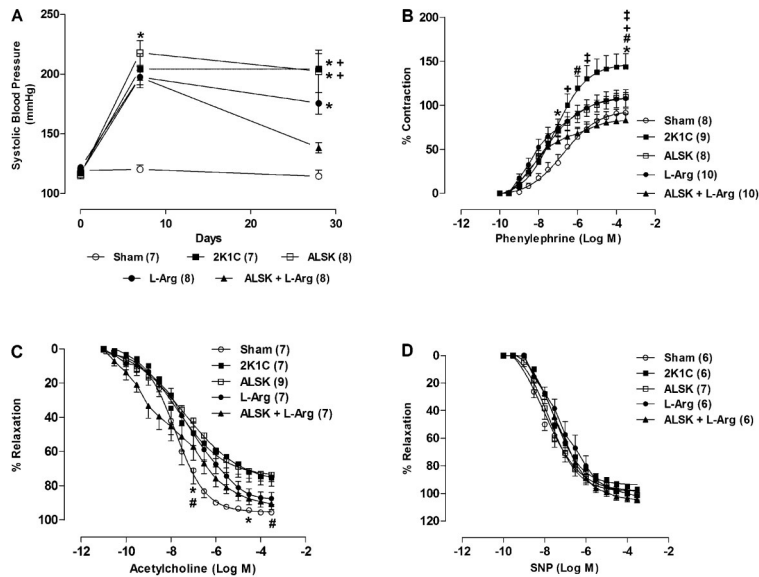 A
Systolic Blood Pressure
(mmHg)
250
200
150
100
*
* +
* +
*
0
10
20
30
Days
Sham (7)
2K1C (7)
ALSK (8)
L-Arg (8)
ALSK + L-Arg (8)
B
% Contraction
200
150
100
50
0
*
+
#
‡
‡
‡
+
#
*
-12
-10
-8
-6
-4
-2
Phenylephrine (Log M)
Sham (8)
2K1C (9)
ALSK (8)
L-Arg (10)
ALSK + L-Arg (10)
C
% Relaxation
0
20
40
60
80
100
*
#
*
#
-12
-10
-8
-6
-4
-2
Acetylcholine (Log M)
Sham (7)
2K1C (7)
ALSK (9)
L-Arg (7)
ALSK + L-Arg (7)
D
% Relaxation
0
20
40
60
80
100
120
-12
-10
-8
-6
-4
-2
SNP (Log M)
Sham (6)
2K1C (6)
ALSK (7)
L-Arg (6)
ALSK + L-Arg (6)